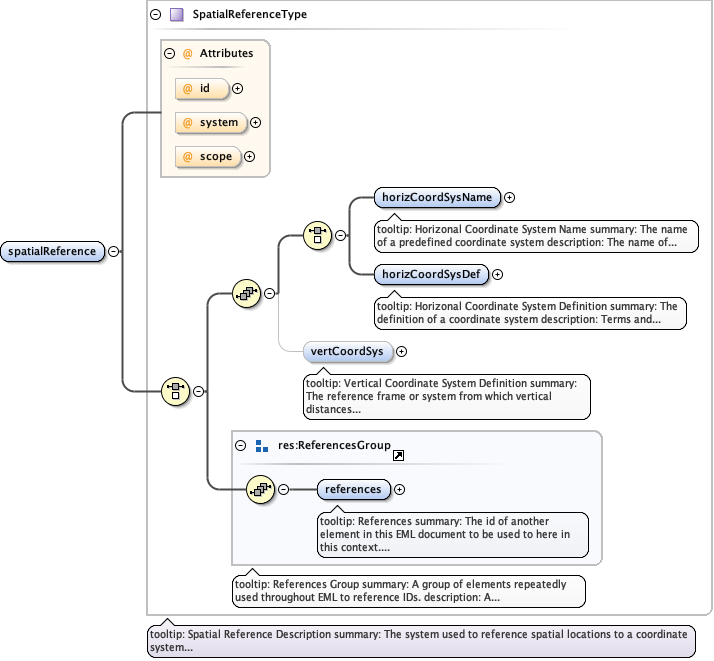 SpatialReferenceType
@ Attributes
@ id
@ system
@ scope
spatialReference
horizCoordSysName
tooltip: Horizonal Coordinate System Name summary: The name
of a predefined coordinate system description: The name of...
horizCoordSysDef
tooltip: Horizonal Coordinate System Definition summary: The
definition of a coordinate system description: Terms and...
vertCoordSys
tooltip: Vertical Coordinate System Definition summary:
The reference frame or system from which vertical
distances...
res:ReferencesGroup
references
tooltip: References summary: The id of another
element in this EML document to be used to here in
this context....
tooltip: References Group summary: A group of elements repeatedly
used throughout EML to reference IDs. description: A...
tooltip: Spatial Reference Description summary: The system used to reference spatial locations to a coordinate
system...